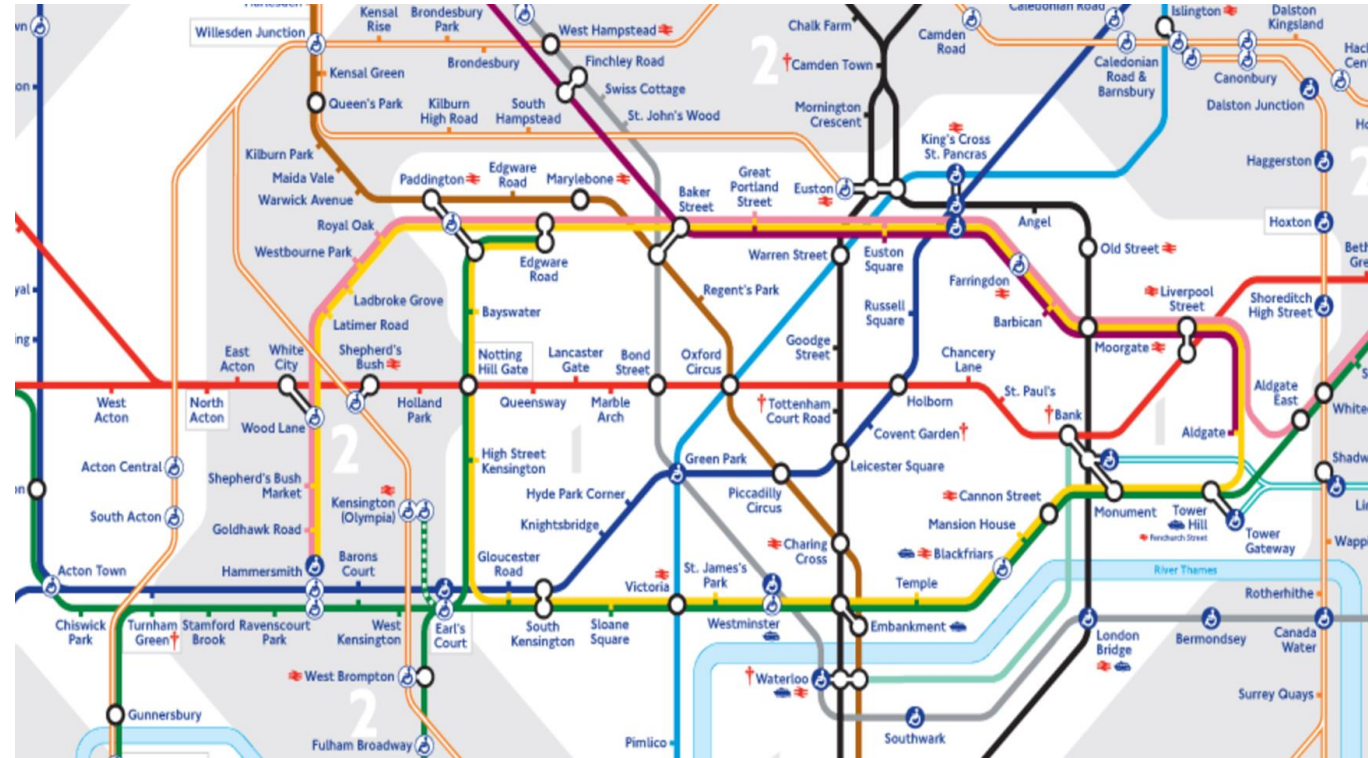 Harlesden
Willesden Junction
Kensal
Rise
Brondesbury
Park
West Hampstead
Brondesbury
Finchley Road
Swiss Cottage
St. John's Wood
Kensal Green
Queen's Park
Kilburn
High Road
South
Hampstead
2
Chalk Farm
†Camden Town
Mornington
Crescent
Camden
Road
Caledonian Road
Caledonian
Road &
Barnsbury
Islington
Dalston
Kingsland
Canonbury
Dalston Junction
Haggerston
Hoxton
Shoreditch
High Street
2
Kilburn Park
Maida Vale
Warwick Avenue
Royal Oak
Westbourne Park
Ladbroke Grove
Latimer Road
Paddington
Edgware
Road
Marylebone
Edgware
Road
Baker
Street
Great
Portland
Street
Euston
King's Cross
St. Pancras
Angel
Old Street
Warren Street
Euston
Square
Farringdon
Barbican
Moorgate
Liverpool
Street
Regent's Park
Russell
Square
Goodge
Street
Bayswater
East
Acton
White
City
Shepherd's
Bush
Notting
Hill Gate
Lancaster
Gate
Bond
Street
Oxford
Circus
Chancery
Lane
West
Acton
North
Acton
Wood Lane
Holland
Park
Queensway
Marble
Arch
†Tottenham
Court Road
Holborn
Covent Garden†
St. Paul's
†Bank
Aldgate
East
Aldgate
Acton Central
South Acton
2
1
1
Shepherd's Bush
Market
Goldhawk Road
Hammersmith
Kensington
(Olympia)
High Street
Kensington
Hyde Park Corner
Knightsbridge
Green Park
Piccadilly
Circus
Leicester Square
Charing
Cross
Cannon Street
Mansion House
Blackfriars
Monument
Tower
Hill
Fenchurch Street
Tower
Gateway
River Thames
Acton Town
Barons
Court
Gloucester
Road
Victoria
St. James's
Park
Temple
Chiswick
Park
Turnham
Green†
Stamford
Brook
Ravenscourt
Park
West
Kensington
Earl's
Court
South
Kensington
Sloane
Square
Westminster
Embankment
London
Bridge
Bermondsey
Rotherhithe
Canada
Water
Surrey Quays
West Brompton
†Waterloo
Southwark
Gunnersbury
2
Fulham Broadway
Pimlico